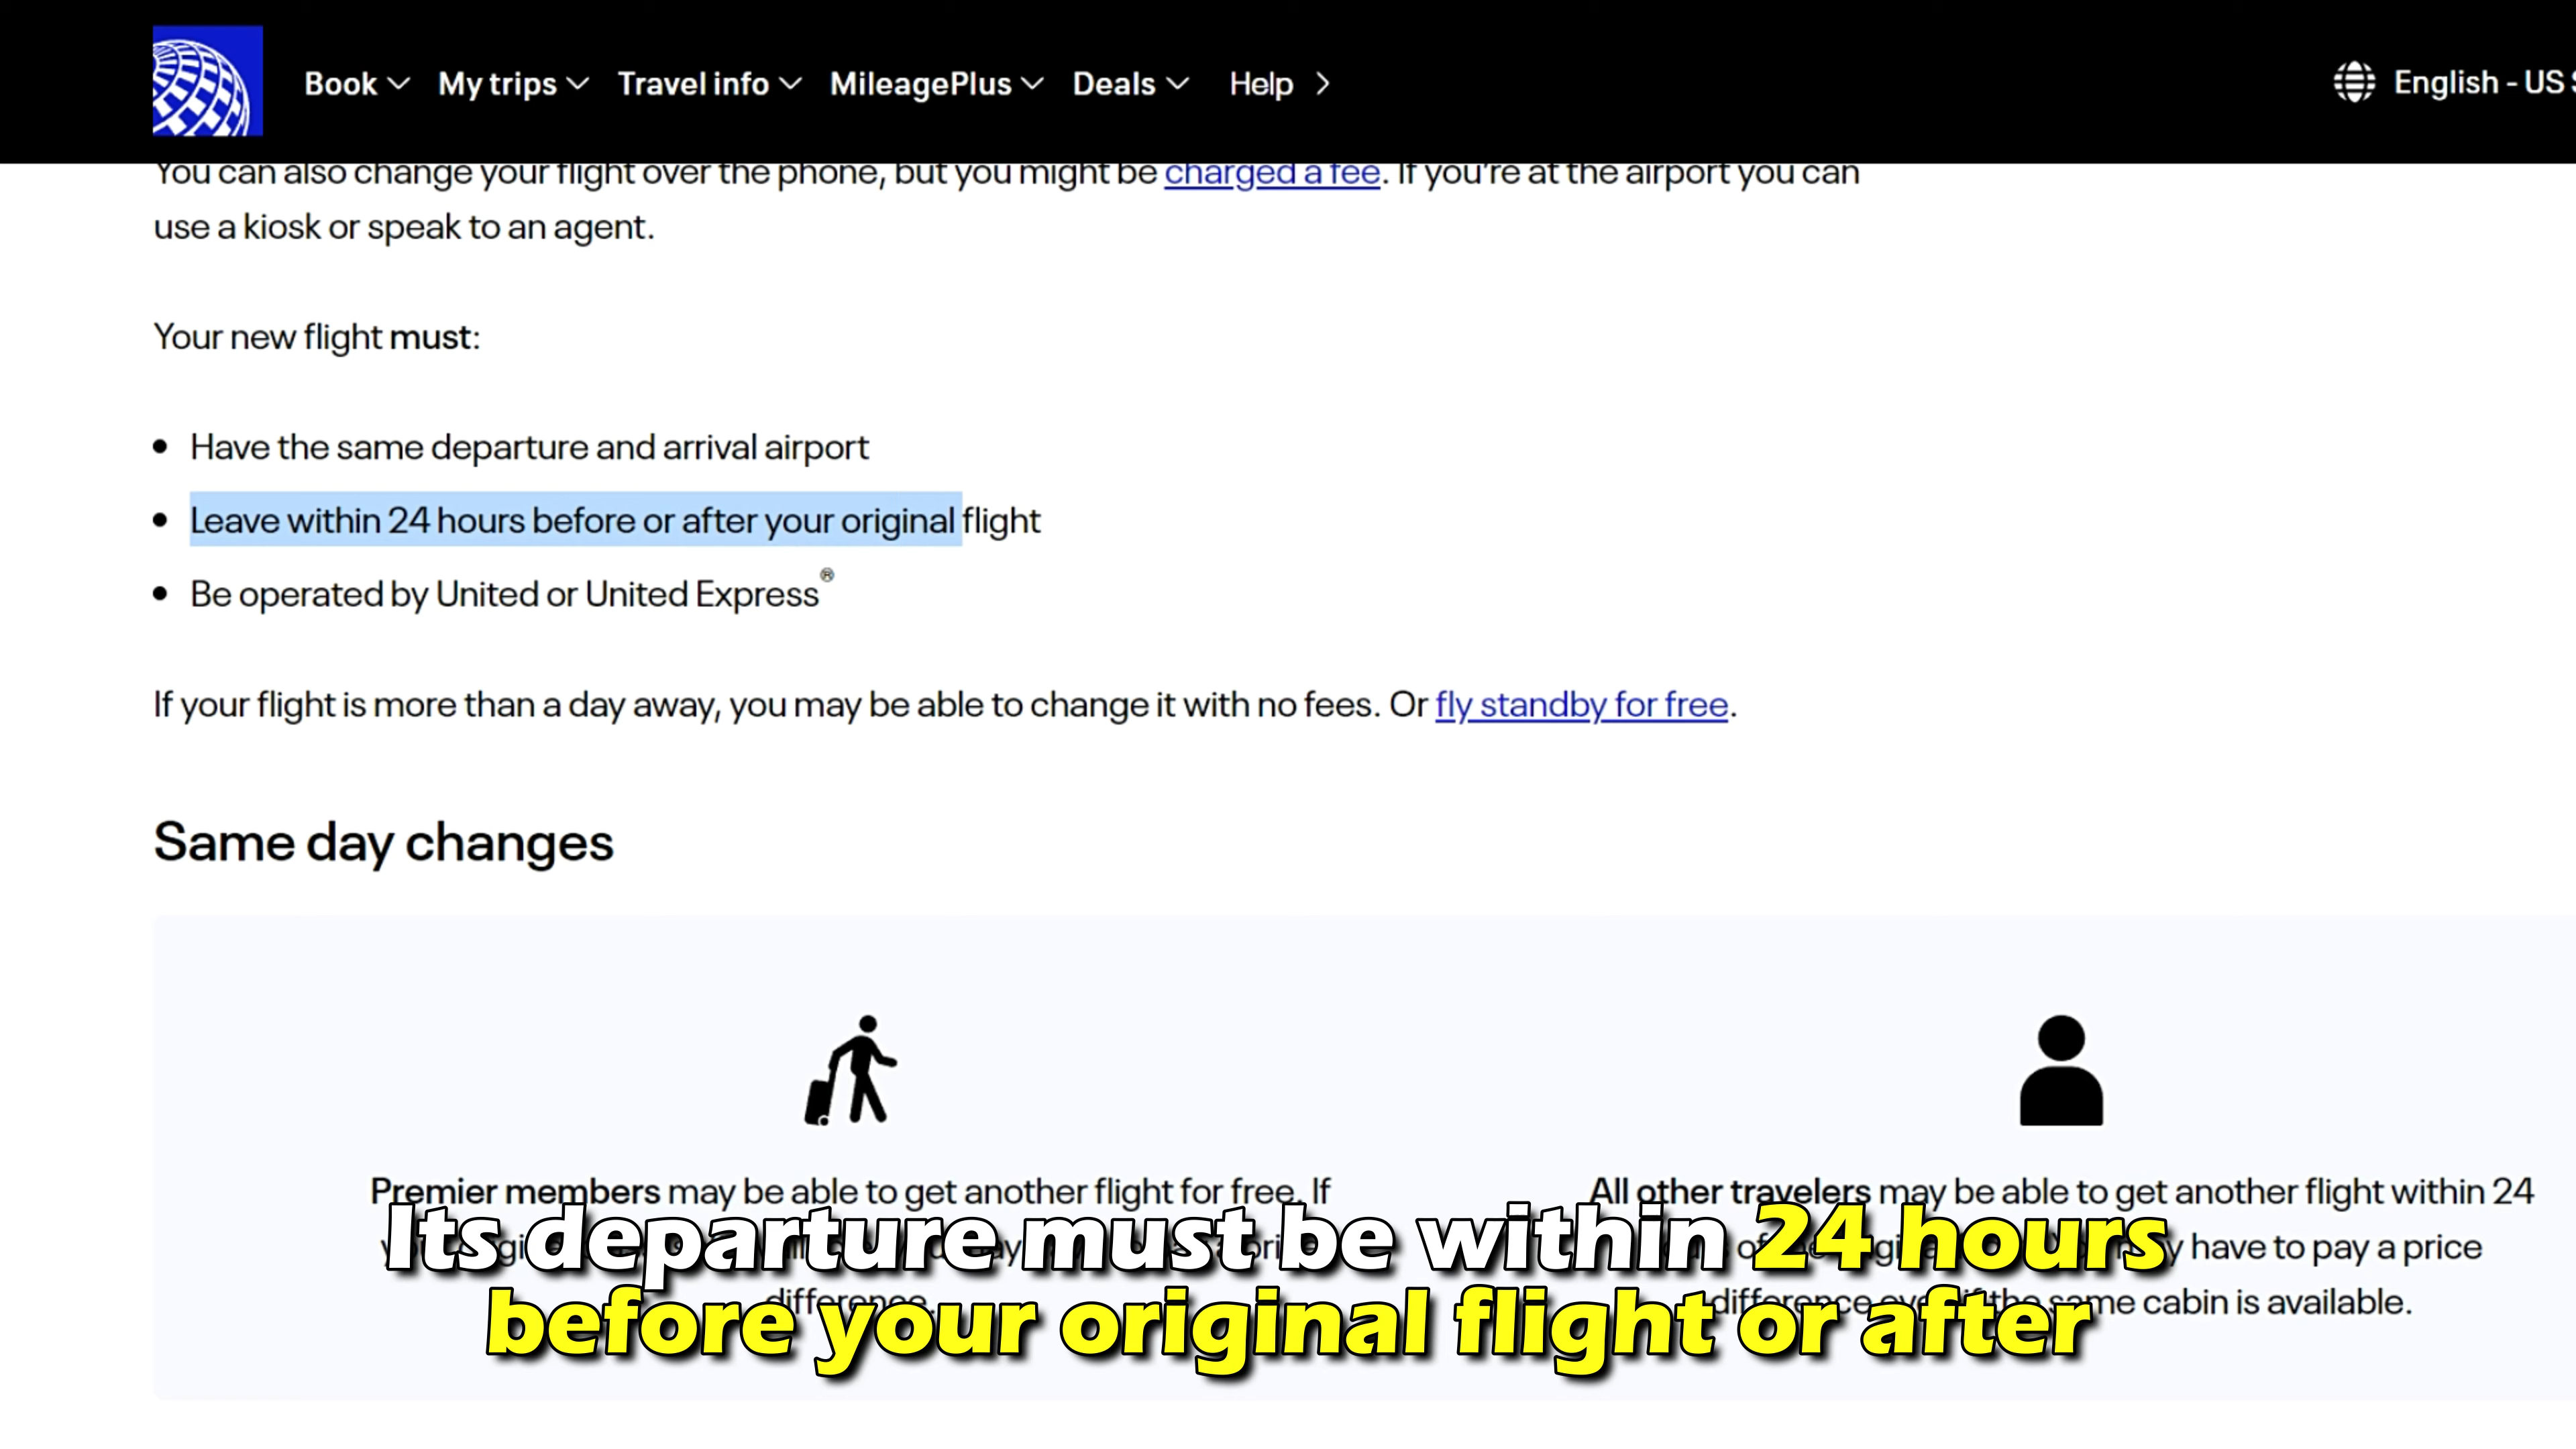 Book My trips Travel info MileagePlus Deals Help English - US
You can also change your flight over the phone, but you might be charged a fee. If you're at the airport you can
use a kiosk or speak to an agent.
Your new flight must:
• Have the same departure and arrival airport
• Leave within 24 hours before or after your original flight
• Be operated by United or United Express®
If your flight is more than a day away, you may be able to change it with no fees. Or fly standby for free.
Same day changes
Premier members may be able to get another flight for free. If
difference.
All other travelers may be able to get another flight within 24
have to pay a price
difference even if the same cabin is available.
Its departure must be within 24 hours
before your original flight or after